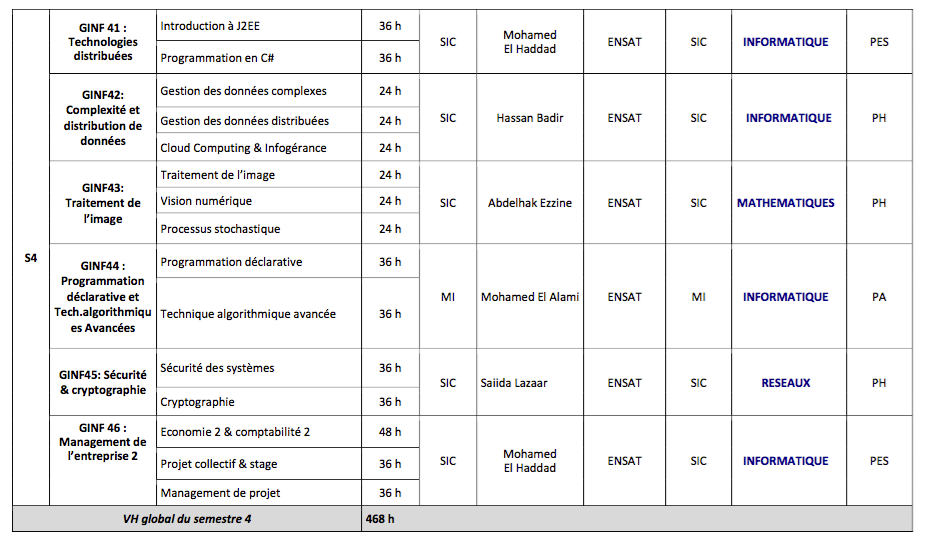 S4
GINF 41 :
Technologies
distribuées
Introduction à J2EE
36 h
Programmation en C#
36 h
SIC
Mohamed
El Haddad
ENSAT
SIC
INFORMATIQUE
PES
GINF42:
Complexité et
distribution de
données
Gestion des données complexes
24 h
Gestion des données distribuées
24 h
Cloud Computing & Infogérance
24 h
SIC
Hassan Badir
ENSAT
SIC
INFORMATIQUE
PH
GINF43:
Traitement de
l’image
Traitement de l’image
24 h
Vision numérique
24 h
Processus stochastique
24 h
SIC
Abdelhak Ezzine
ENSAT
SIC
MATHEMATIQUES
PH
GINF44 :
Programmation
déclarative et
Tech.algorithmiqu
es Avancées
Programmation déclarative
36 h
Technique algorithmique avancée
36 h
MI
Mohamed El Alami
ENSAT
MI
INFORMATIQUE
PA
GINF45: Sécurité
& cryptographie
Sécurité des systèmes
36 h
Cryptographie
36 h
SIC
Saiida Lazaar
ENSAT
SIC
RESEAUX
PH
GINF 46 :
Management de
l’entreprise 2
Economie 2 & comptabilité 2
48 h
Projet collectif & stage
36 h
Management de projet
36 h
SIC
Mohamed
El Haddad
ENSAT
SIC
INFORMATIQUE
PES
VH global du semestre 4
468 h